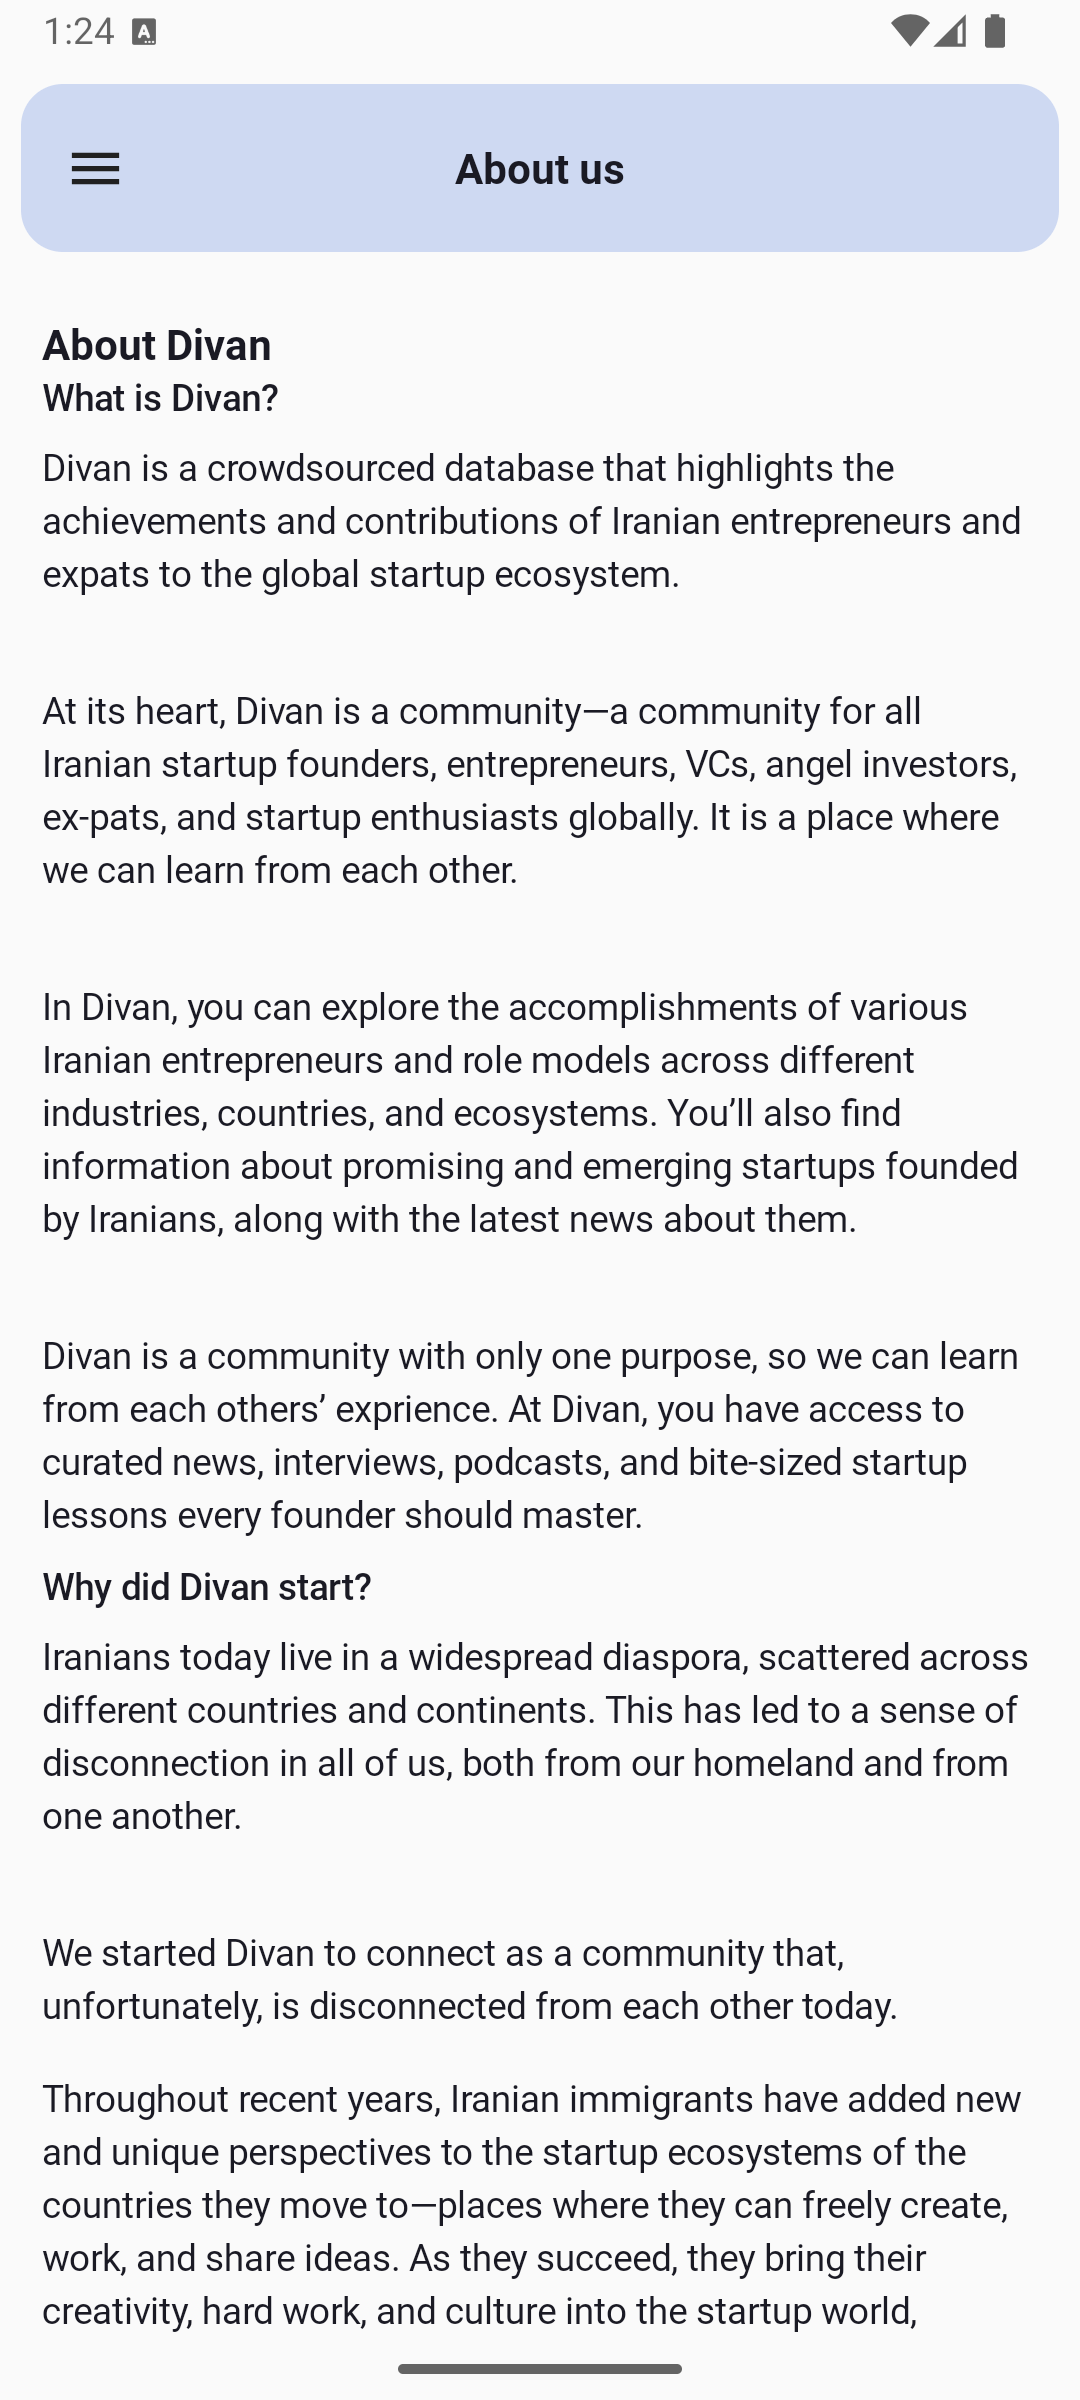 1:24
About us
About Divan
What is Divan?
Divan is a crowdsourced database that highlights the
achievements and contributions of Iranian entrepreneurs and
expats to the global startup ecosystem.
At its heart, Divan is a community—a community for all
Iranian startup founders, entrepreneurs, VCs, angel investors,
ex-pats, and startup enthusiasts globally. It is a place where
we can learn from each other.
In Divan, you can explore the accomplishments of various
Iranian entrepreneurs and role models across different
industries, countries, and ecosystems. You’ll also find
information about promising and emerging startups founded
by Iranians, along with the latest news about them.
Divan is a community with only one purpose, so we can learn
from each others’ exprience. At Divan, you have access to
curated news, interviews, podcasts, and bite-sized startup
lessons every founder should master.
Why did Divan start?
Iranians today live in a widespread diaspora, scattered across
different countries and continents. This has led to a sense of
disconnection in all of us, both from our homeland and from
one another.
We started Divan to connect as a community that,
unfortunately, is disconnected from each other today.
Throughout recent years, Iranian immigrants have added new
and unique perspectives to the startup ecosystems of the
countries they move to—places where they can freely create,
work, and share ideas. As they succeed, they bring their
creativity, hard work, and culture into the startup world,